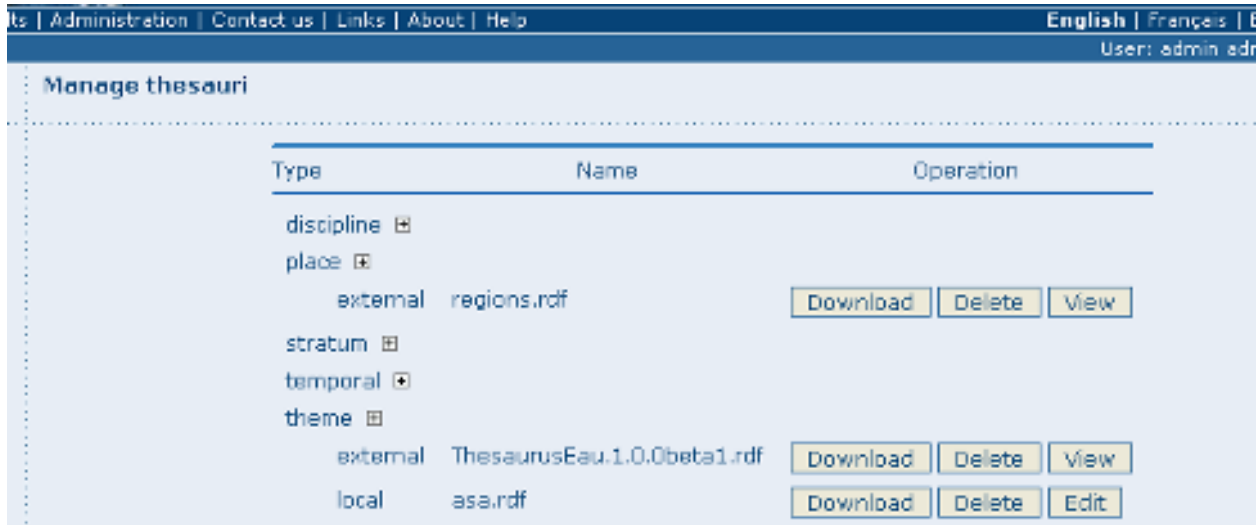 lts | Administration | Contact us | Links | About | Help English | Français | E
User: admin adr
Manage thesauri
Type Name Operation
discipline
place
external regions.rdf Download Delete View
stratum
temporal
theme
external ThesaurusEau.1.0.0beta1.rdf Download Delete View
local asa.rdf Download Delete Edit